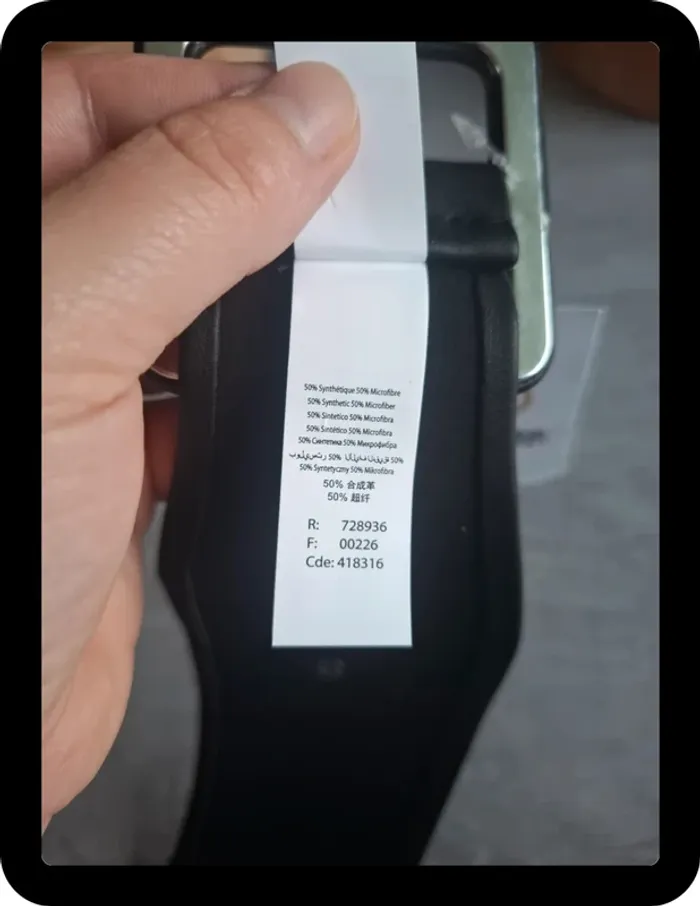 50% Synthétique 50% Microfibre
50% Synthetic 50% Microfiber
50% Sintetico 50% Microfibra
50% Sintético 50% Microfibra
50% Синтетика 50% Микрофибра
50% Syntetyczny 50% Mikrofibra
50% 合成革
50% 超纤
R: 728936
F: 00226
Cde: 418316